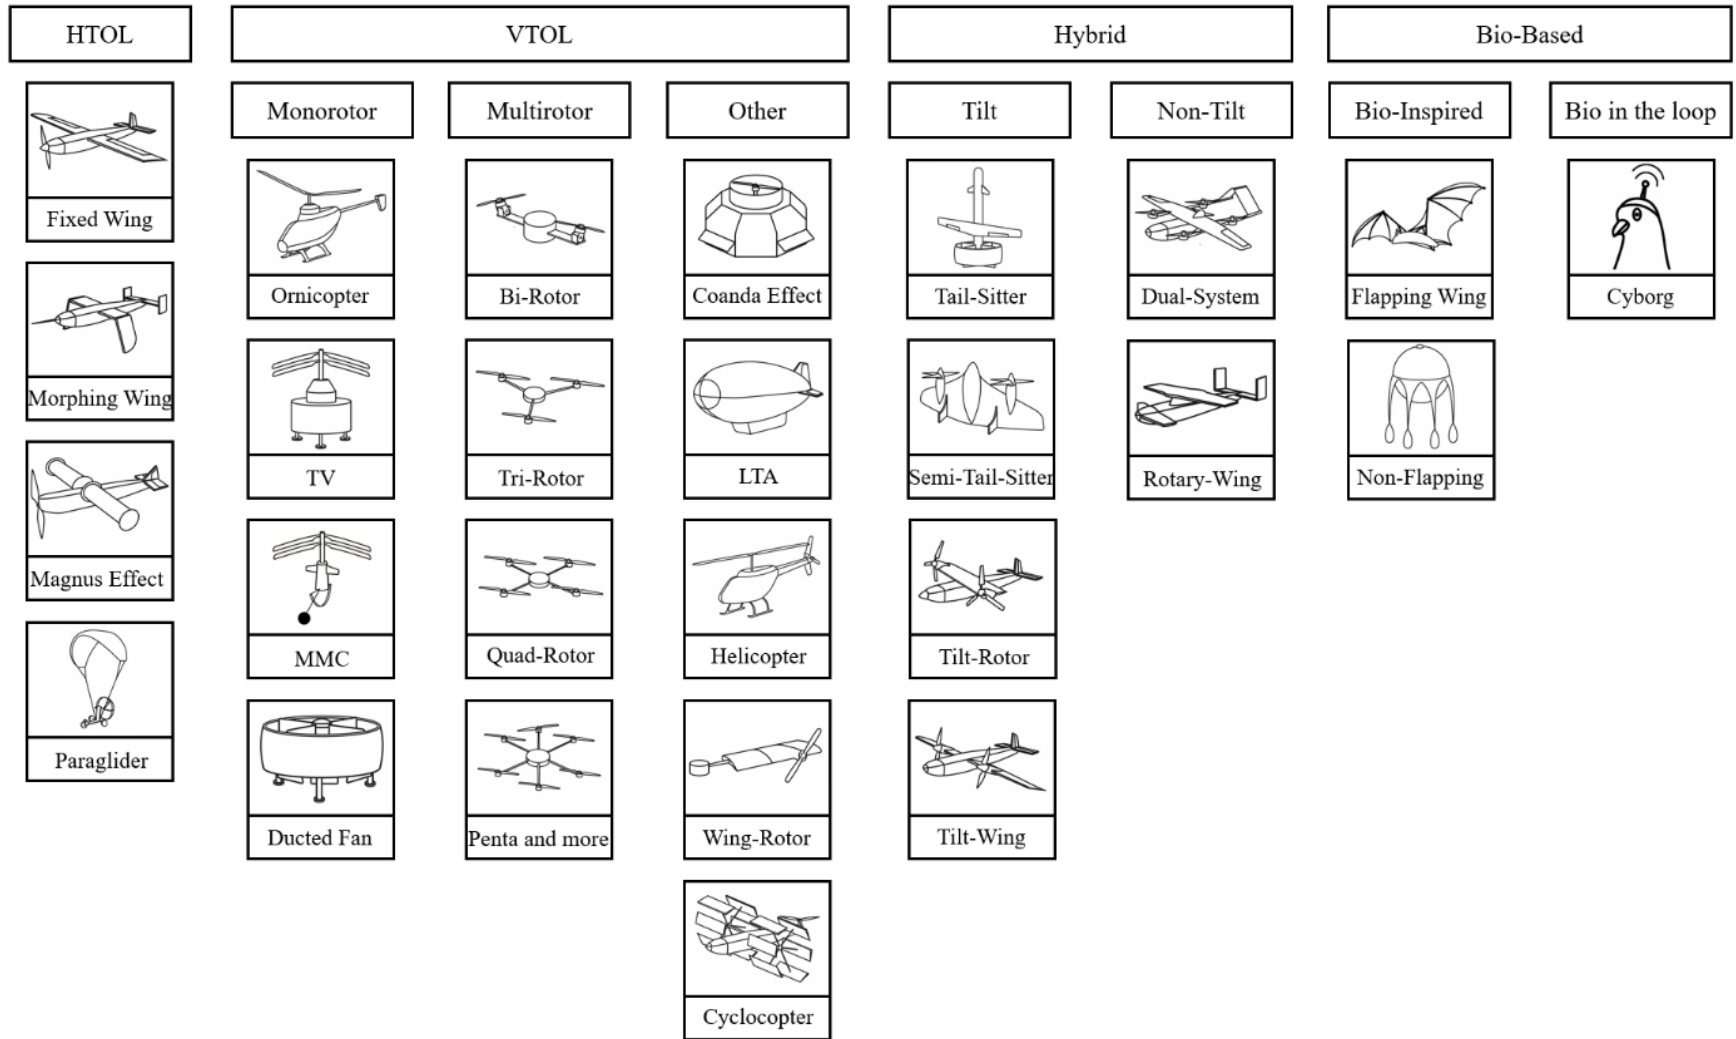 HTOL
VTOL
Hybrid
Bio-Based
Monorotor
Multirotor
Other
Tilt
Non-Tilt
Bio-Inspired
Bio in the loop
Fixed Wing
Morphing Wing
Magnus Effect
Paraglider
Ornicopter
TV
MMC
Ducted Fan
Bi-Rotor
Tri-Rotor
Quad-Rotor
Penta and more
Coanda Effect
LTA
Helicopter
Wing-Rotor
Cyclocopter
Tail-Sitter
Semi-Tail-Sitter
Tilt-Rotor
Tilt-Wing
Dual-System
Rotary-Wing
Flapping Wing
Non-Flapping
Cyborg